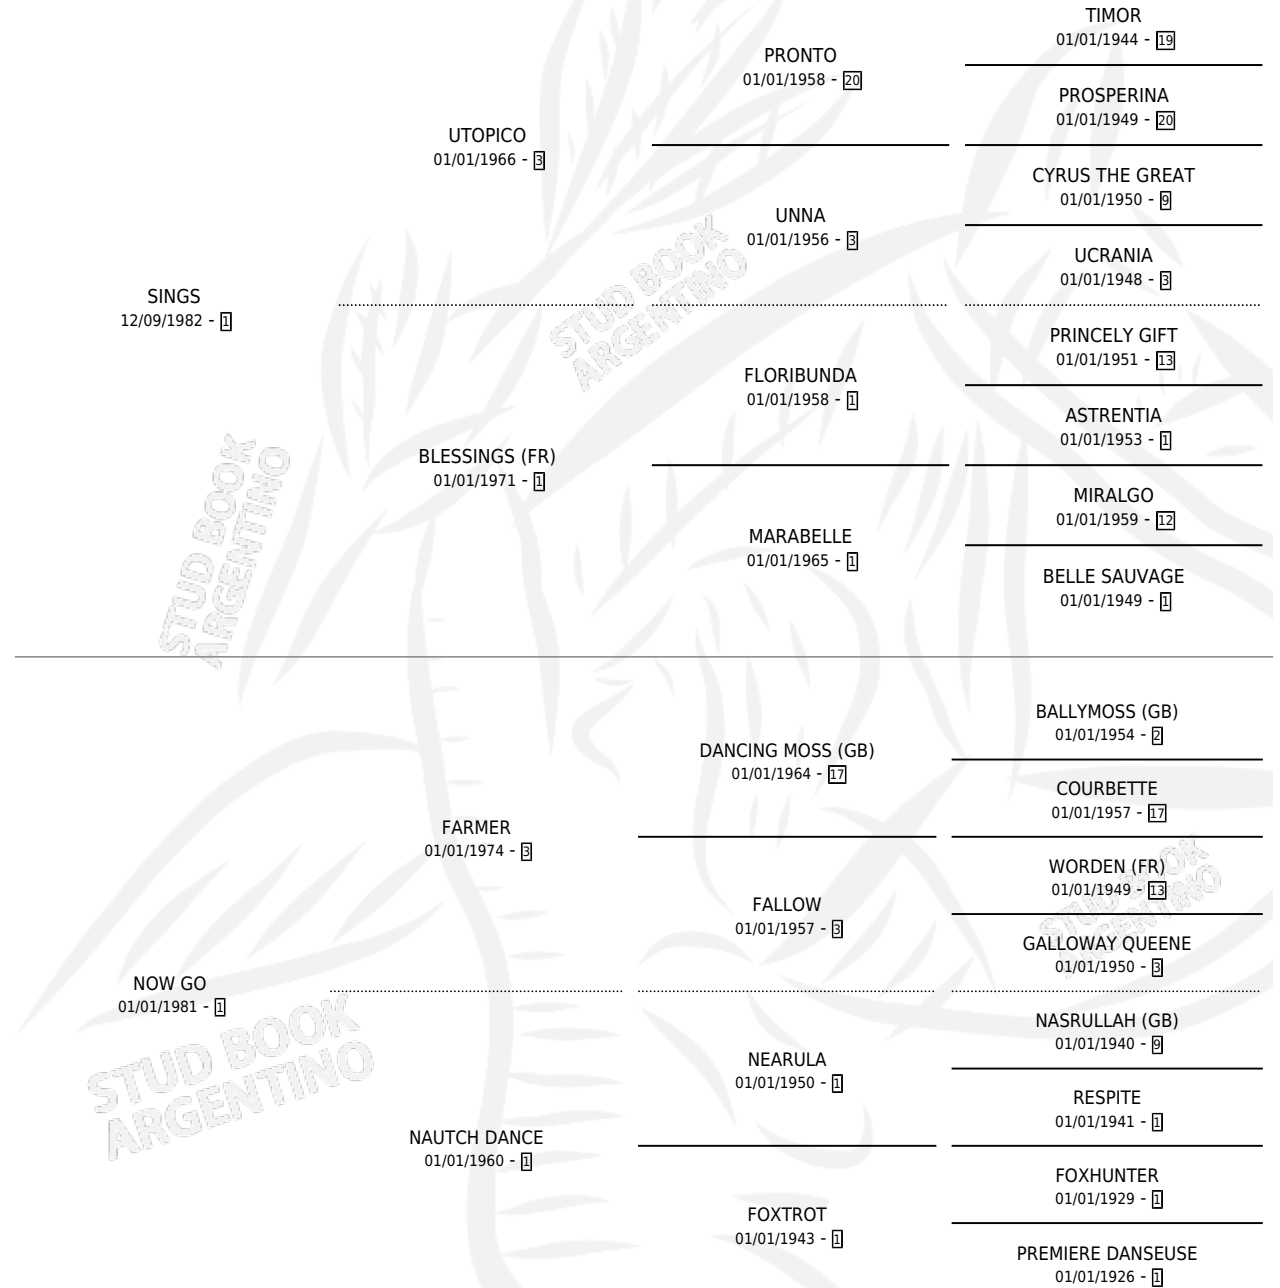 TIMOR
01/01/1944 - 19
PRONTO
01/01/1958 - 20
PROSPERINA
01/01/1949 - 20
UTOPICO
01/01/1966 - 3
CYRUS THE GREAT
01/01/1950 - 9
UNNA
01/01/1956 - 3
UCRANIA
01/01/1948 - 3
SINGS
12/09/1982 - 1
PRINCELY GIFT
01/01/1951 - 13
FLORIBUNDA
01/01/1958 - 1
ASTRENTIA
01/01/1953 - 1
BLESSINGS (FR)
01/01/1971 - 1
MIRALGO
01/01/1959 - 12
MARABELLE
01/01/1965 - 1
BELLE SAUVAGE
01/01/1949 - 1
BALLYMOSS (GB)
01/01/1954 - 2
DANCING MOSS (GB)
01/01/1964 - 17
COURBETTE
01/01/1957 - 17
FARMER
01/01/1974 - 3
WORDEN (FR)
01/01/1949 - 13
FALLOW
01/01/1957 - 3
GALLOWAY QUEENE
01/01/1950 - 3
NOW GO
01/01/1981 - 1
NASRULLAH (GB)
01/01/1940 - 9
NEARULA
01/01/1950 - 1
RESPITE
01/01/1941 - 1
NAUTCH DANCE
01/01/1960 - 1
FOXHUNTER
01/01/1929 - 1
FOXTROT
01/01/1943 - 1
PREMIERE DANSEUSE
01/01/1926 - 1
STUD BOOK
ARGENTINO
STUD BOOK
ARGENTINO
STUD BOOK
ARGENTINO
STUD BOOK
ARGENTINO